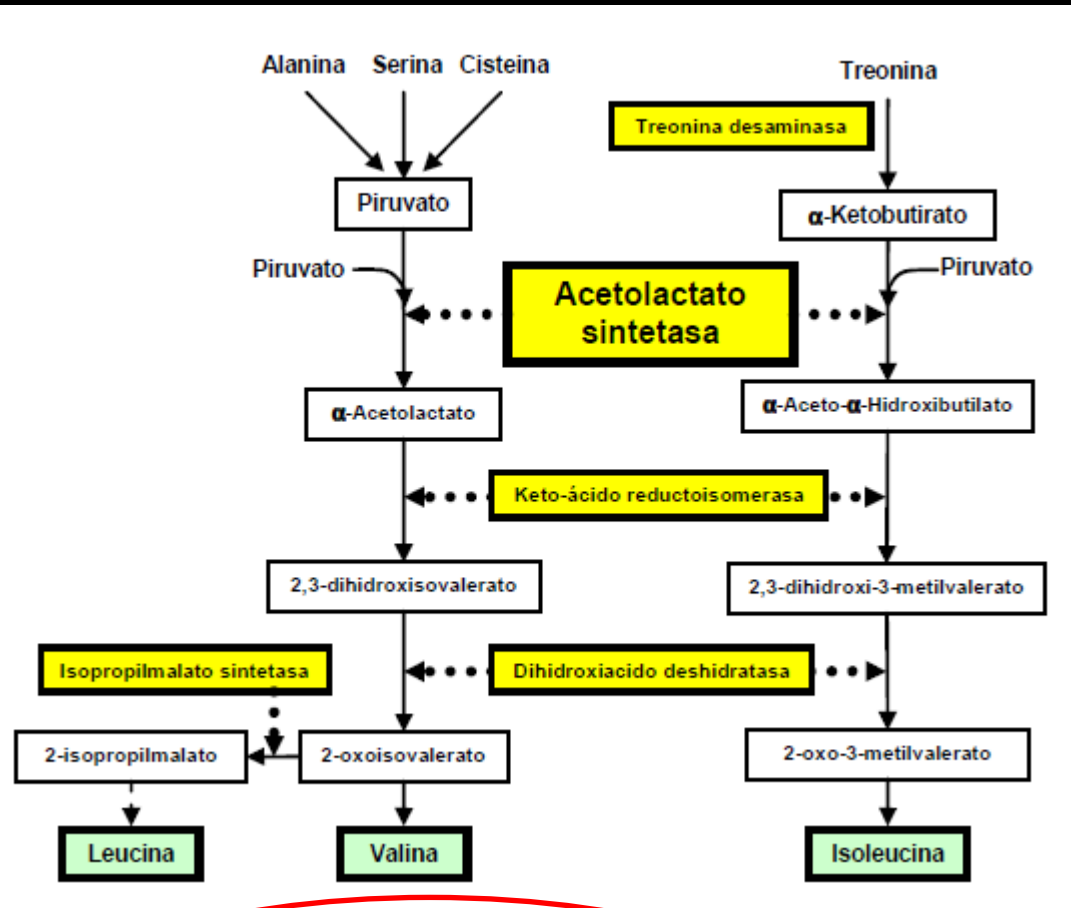 Alanina Serina Cisteina
Treonina
Treonina desaminasa
Piruvato
α-Ketobutirato
Piruvato
Piruvato
Acetolactato
sintetasa
α-Acetolactato
α-Aceto-α-Hidroxibutilato
Keto-ácido reductoisomerasa
2,3-dihidroxisovalerato
2,3-dihidroxi-3-metilvalerato
Isopropilmalato sintetasa
Dihidroxiacido deshidratasa
2-isopropilmalato
2-oxoisovalerato
2-oxo-3-metilvalerato
Leucina
Valina
Isoleucina